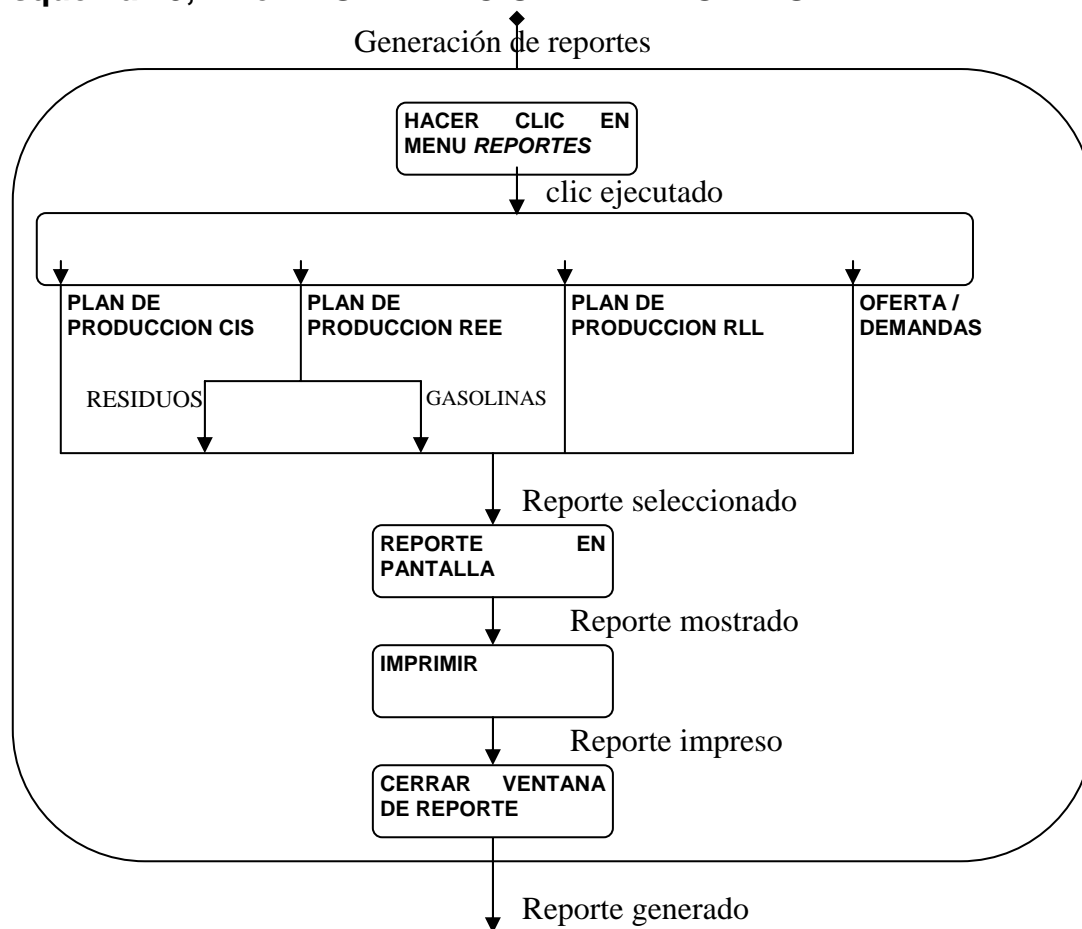 Generación de reportes
HACER CLIC EN
MENU REPORTES
clic ejecutado
PLAN DE
PRODUCCION CIS
PLAN DE
PRODUCCION REE
PLAN DE
PRODUCCION RLL
OFERTA /
DEMANDAS
RESIDUOS
GASOLINAS
Reporte seleccionado
REPORTE EN
PANTALLA
Reporte mostrado
IMPRIMIR
Reporte impreso
CERRAR VENTANA
DE REPORTE
Reporte generado